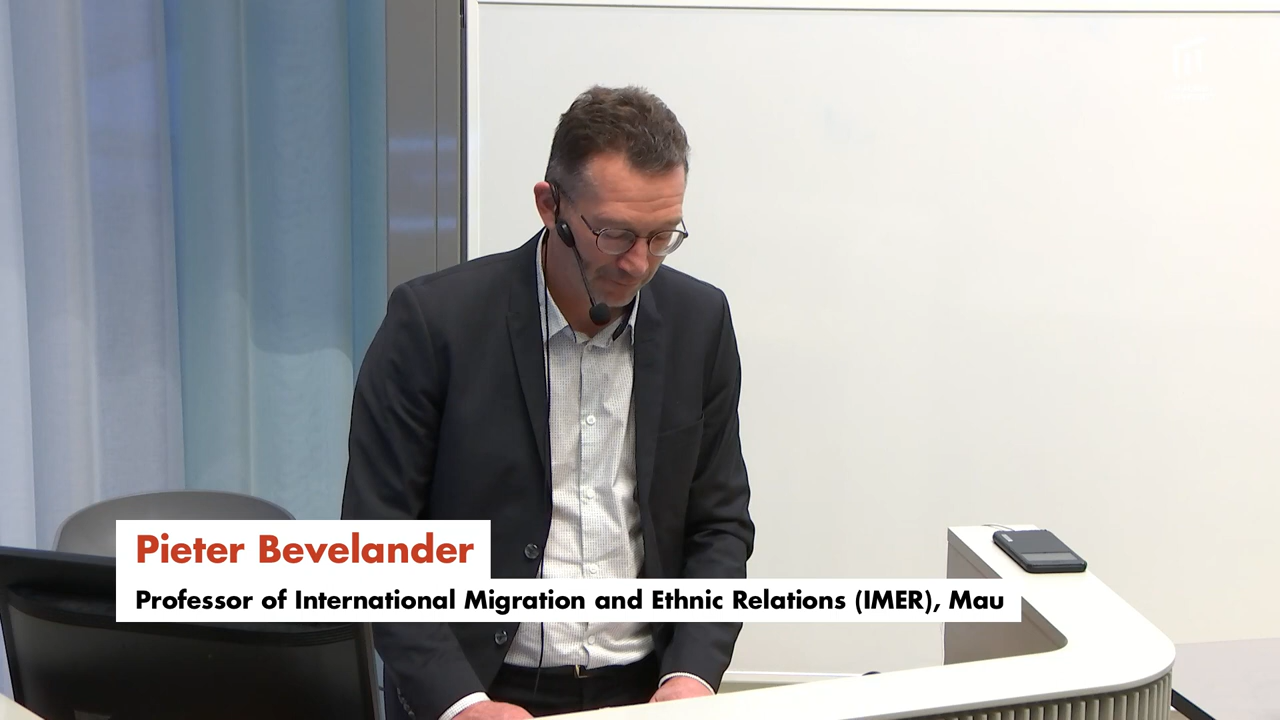 Pieter Bevelander
Professor of International Migration and Ethnic Relations (IMER), Mau